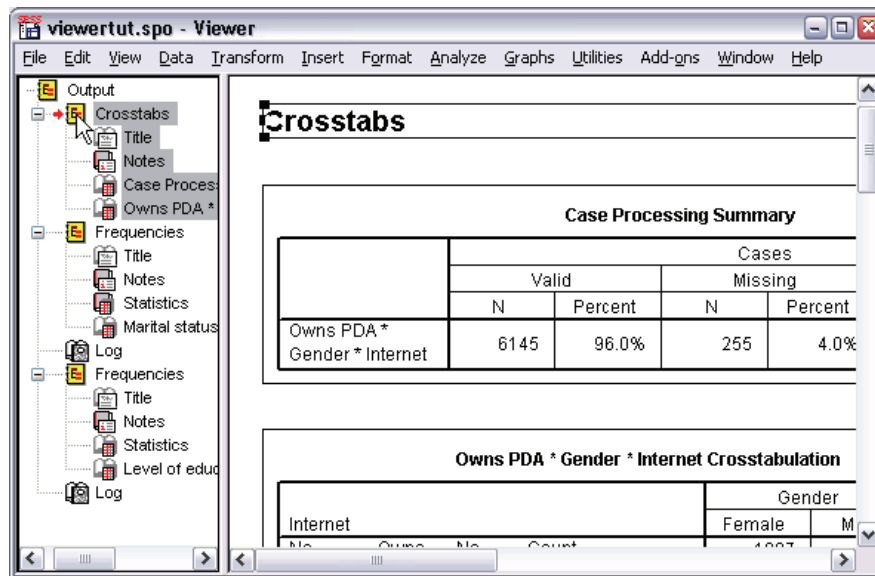 viewertut.spo - Viewer
File Edit View Data Transform Insert Format Analyze Graphs Utilities Add-ons Window Help
Output
Crosstabs
Title
Notes
Case Proces
Owns PDA *
Frequencies
Title
Notes
Statistics
Marital status
Log
Frequencies
Title
Notes
Statistics
Level of educ
Log
Crosstabs
Case Processing Summary
Cases
Valid Missing
N Percent N Percent
Owns PDA *
Gender * Internet 6145 96.0% 255 4.0%
Owns PDA * Gender * Internet Crosstabulation
Gender
Internet Female M